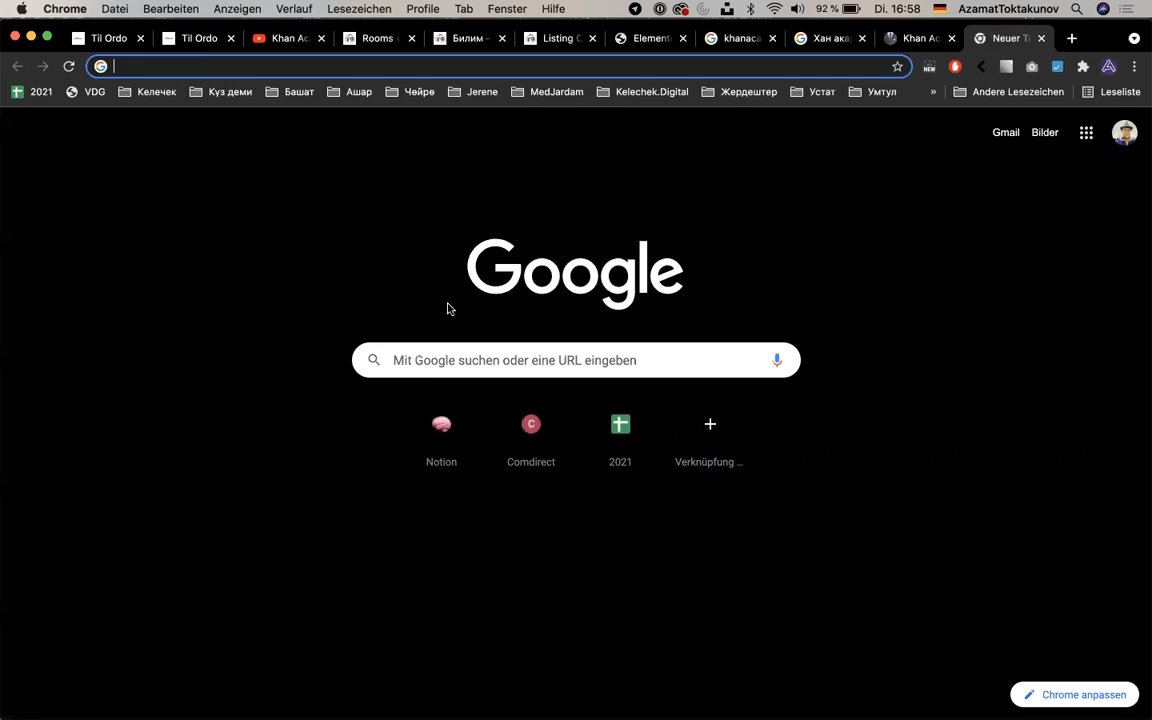 Chrome Datei Bearbeiten Anzeigen Verlauf Lesezeichen Profile Tab Fenster Hilfe 92 % Di. 16:58 AzamatToktakunov
Til Ordo Til Ordo Khan Ac Rooms Билим – Listing C Element khanaca Хан ака Khan Ac Neuer Ta
2021 VDG Келечек Куз деми Башат Ашар Чөйрө Jerene MedJardam Kelechek.Digital Жердештер Устат Умтул » Andere Lesezeichen Leseliste
Gmail Bilder
Google
Mit Google suchen oder eine URL eingeben
C
Notion Comdirect 2021 Verknüpfung ...
Chrome anpassen